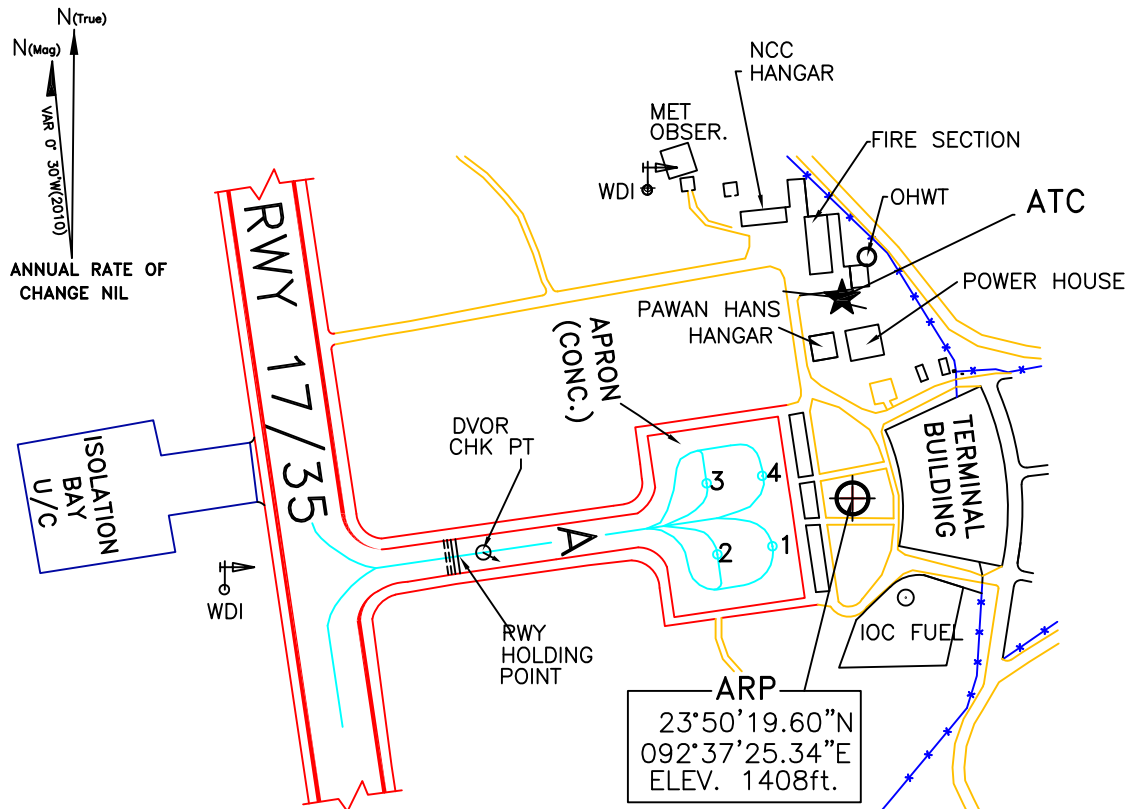 N(True)
N(Mag)
VAR 0° 30'W(2010)
ANNUAL RATE OF
CHANGE NIL
NCC
HANGAR
MET
OBSER.
WDI
FIRE SECTION
OHWT
ATC
POWER HOUSE
PAWAN HANS
HANGAR
RWY 17/35
APRON
(CONC.)
DVOR
CHK PT
ISOLATION
BAY
U/C
TERMINAL
BUILDING
3
4
A
2
1
WDI
RWY
HOLDING
POINT
IOC FUEL
ARP
23°50'19.60"N
092°37'25.34"E
ELEV. 1408ft.